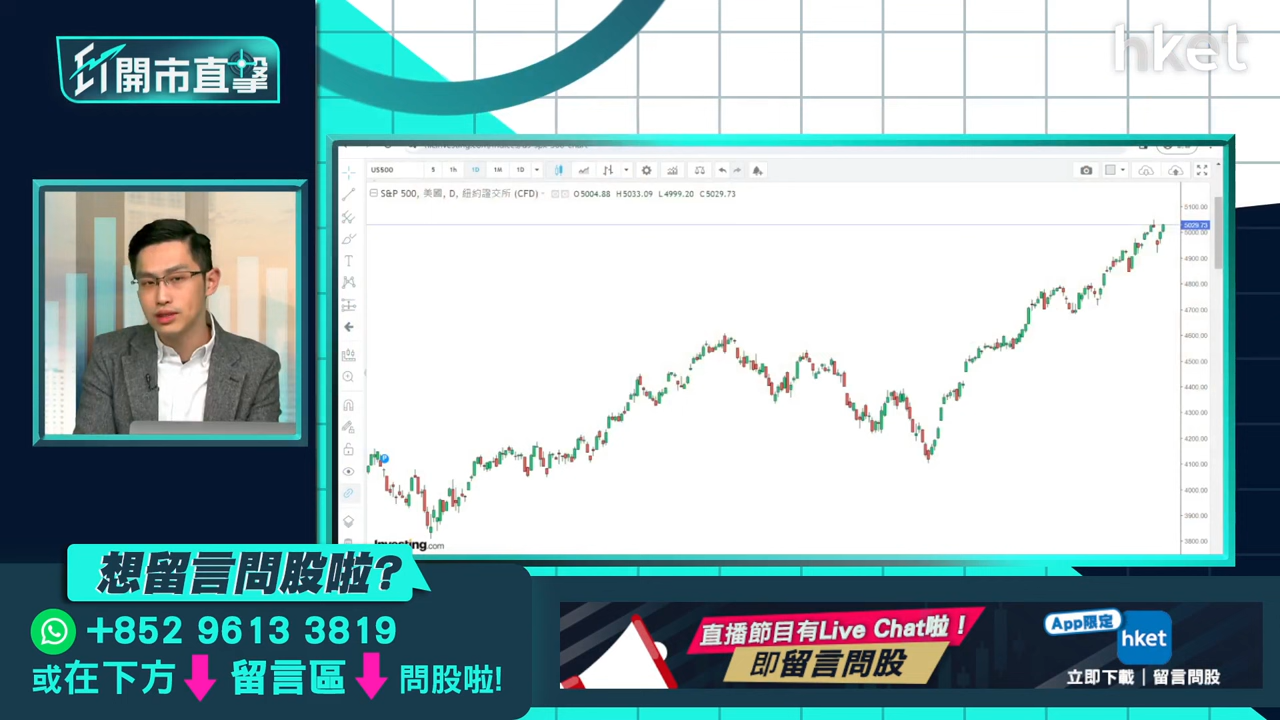 ET開市直擊
hket
US500 5 1h 1D 1M 1D
S&P 500, 美國, D, 紐約證交所 (CFD) O5004.88 H5033.09 L4999.20 C5029.73
5100.00
5029.73
5000.00
4900.00
4800.00
4700.00
4600.00
4500.00
4400.00
4300.00
4200.00
4100.00
4000.00
3900.00
3800.00
Investing.com
想留言問股啦?
+852 9613 3819
或在下方 留言區 問股啦!
直播節目有Live Chat啦!
即留言問股
App限定
hket
立即下載|留言問股